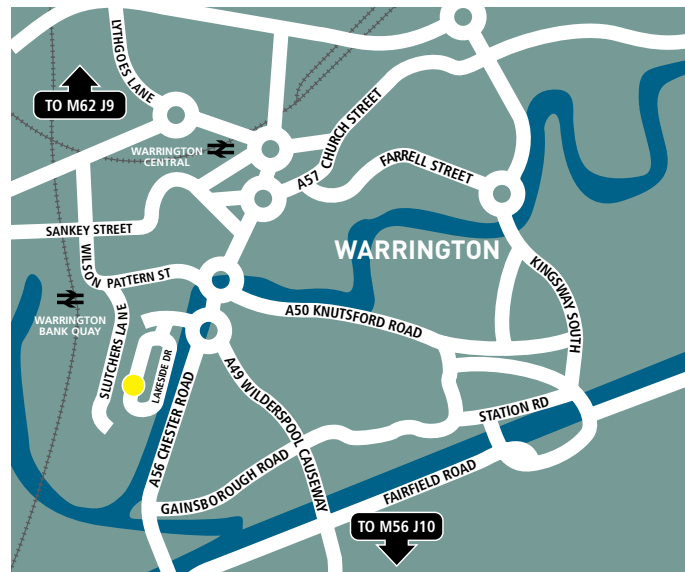 LYTHGOES LANE
TO M62 J9
WARRINGTON
CENTRAL
A57 CHURCH STREET
FARRELL STREET
SANKEY STREET
WARRINGTON
WILSON PATTERN ST
KINGSWAY SOUTH
A50 KNUTSFORD ROAD
WARRINGTON
BANK QUAY
SLUTCHERS LANE
LAKESIDE DR
A56 CHESTER ROAD
A49 WILDERSPOOL CAUSEWAY
STATION RD
GAINSBOROUGH ROAD
FAIRFIELD ROAD
TO M56 J10